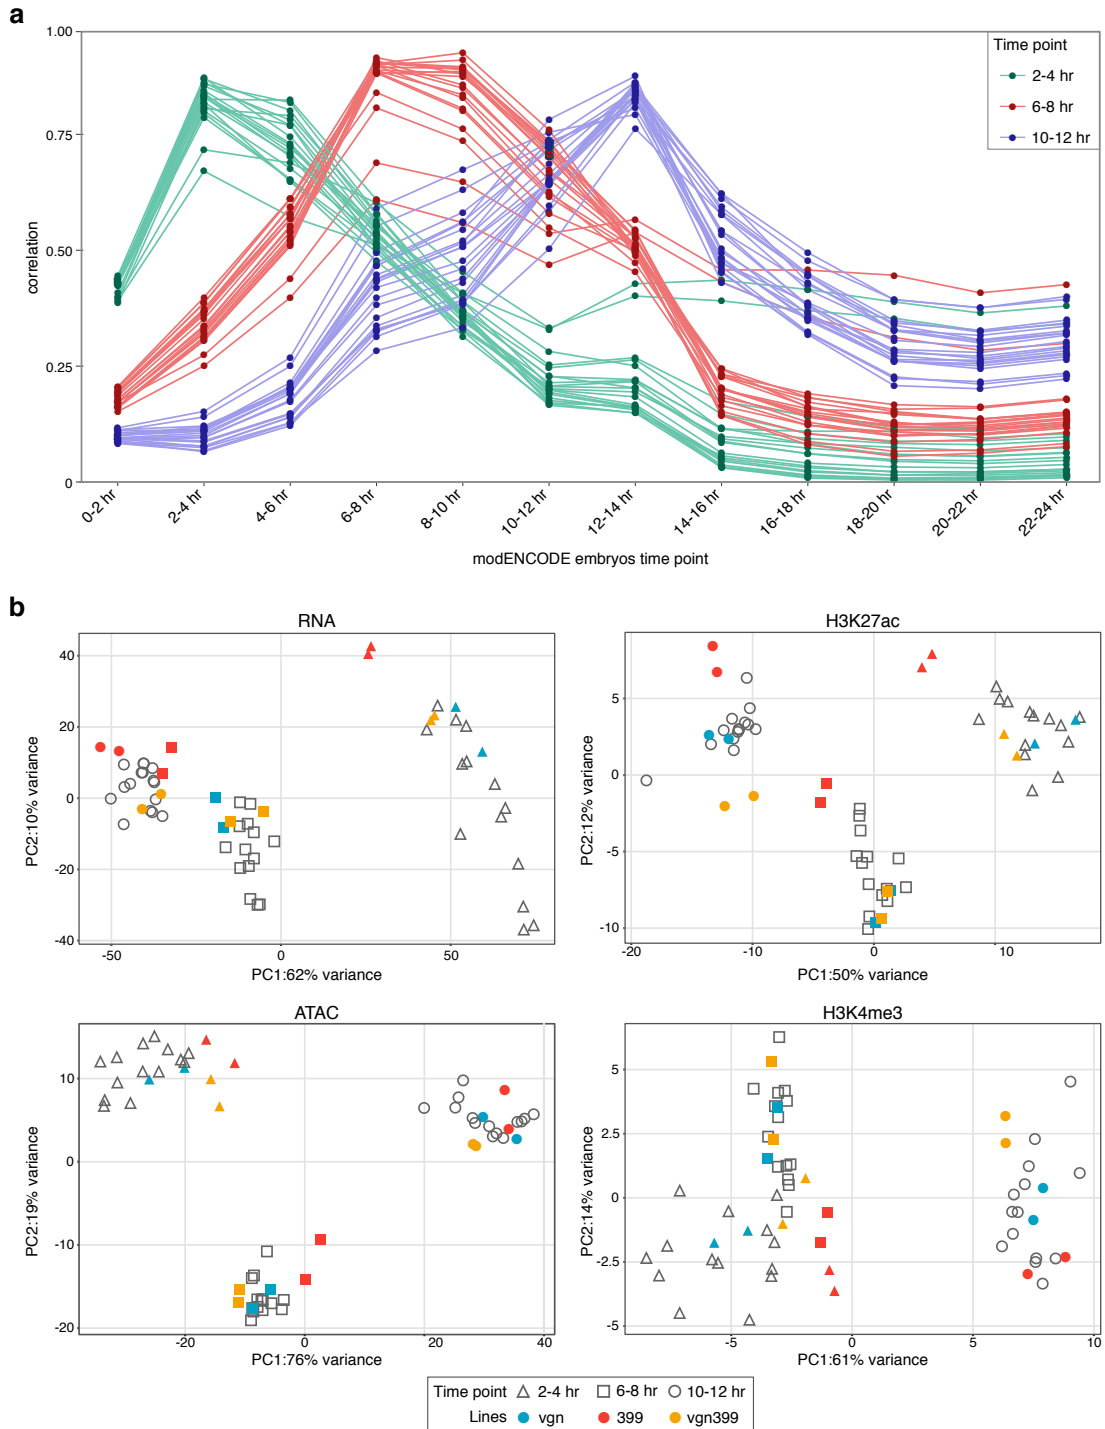 a
1.00
0.75
0.50
0.25
0
correlation
Time point
2-4 hr
6-8 hr
10-12 hr
0-2 hr
2-4 hr
4-6 hr
6-8 hr
8-10 hr
10-12 hr
12-14 hr
14-16 hr
16-18 hr
18-20 hr
20-22 hr
22-24 hr
modENCODE embryos time point
b
RNA
40
20
0
-20
-40
PC2:10% variance
-50
0
50
PC1:62% variance
H3K27ac
5
0
-5
-10
PC2:12% variance
-20
-10
0
10
PC1:50% variance
ATAC
10
0
-10
-20
PC2:19% variance
-20
0
20
40
PC1:76% variance
H3K4me3
5
2.5
0
-2.5
-5
PC2:14% variance
-5
0
5
10
PC1:61% variance
Time point 2-4 hr 6-8 hr 10-12 hr
Lines vgn 399 vgn399